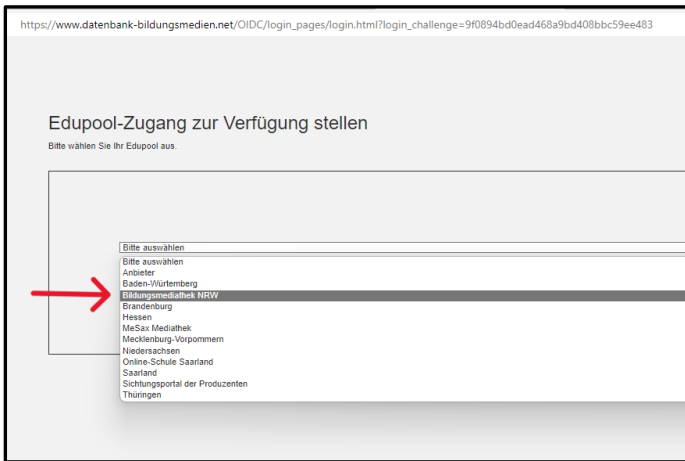 https://www.datenbank-bildungsmedien.net/OIDC/login_pages/login.html?login_challenge=9f0894bd0ead468a9bd408bbc59ee483
Edupool-Zugang zur Verfügung stellen
Bitte wählen Sie Ihr Edupool aus.
Bitte auswählen
Bitte auswählen
Anbieter
Baden-Würtemberg
Bildungsmediathek NRW
Brandenburg
Hessen
MeSax Mediathek
Mecklenburg-Vorpommern
Niedersachsen
Online-Schule Saarland
Saarland
Sichtungsportal der Produzenten
Thüringen